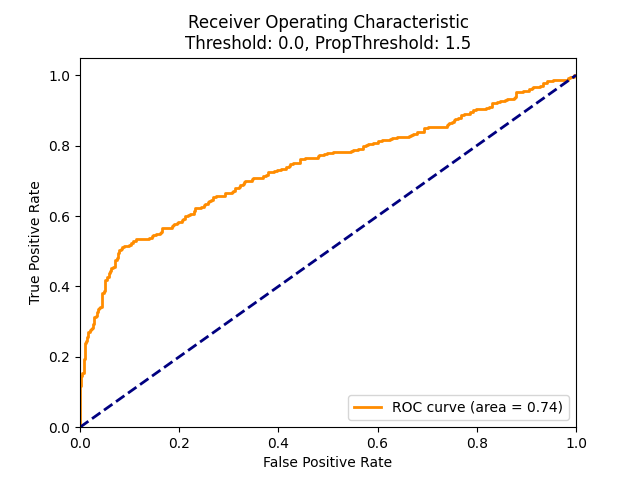 Receiver Operating Characteristic
Threshold: 0.0, PropThreshold: 1.5
1.0
0.8
0.6
0.4
0.2
0.0
True Positive Rate
ROC curve (area = 0.74)
0.0 0.2 0.4 0.6 0.8 1.0
False Positive Rate